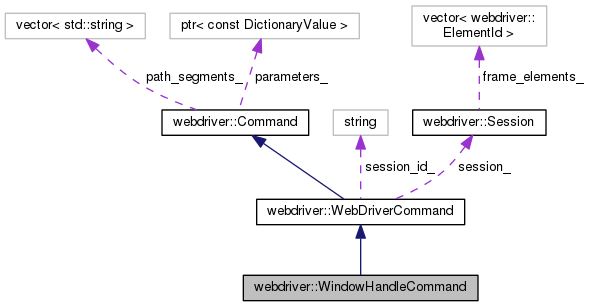 vector< std::string >
ptr< const DictionaryValue >
vector< webdriver::
ElementId >
path_segments_
parameters_
frame_elements_
webdriver::Command
string
webdriver::Session
session_id_
session_
webdriver::WebDriverCommand
webdriver::WindowHandleCommand